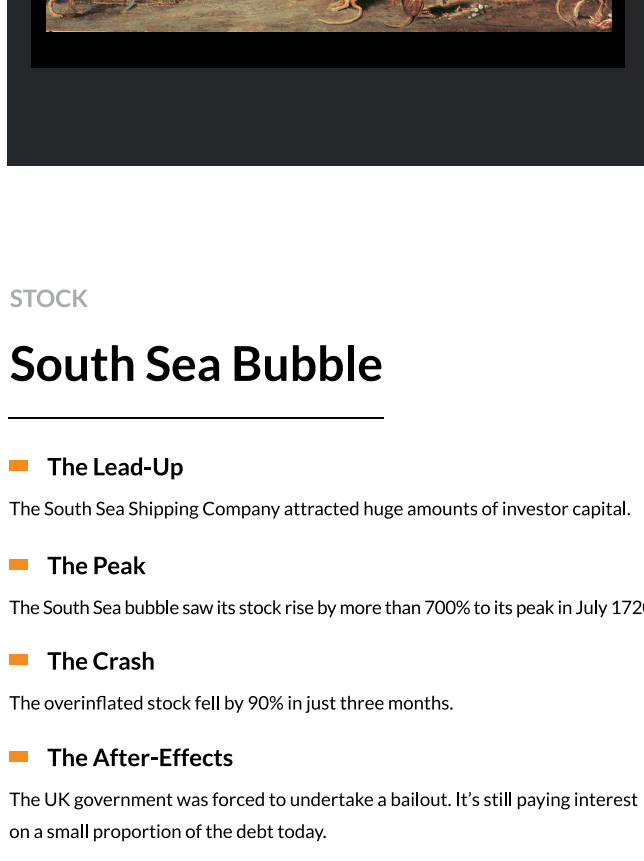 STOCK
South Sea Bubble
The Lead-Up
The South Sea Shipping Company attracted huge amounts of investor capital.
The Peak
The South Sea bubble saw its stock rise by more than 700% to its peak in July 1720
The Crash
The overinflated stock fell by 90% in just three months.
The After-Effects
The UK government was forced to undertake a bailout. It’s still paying interest
on a small proportion of the debt today.